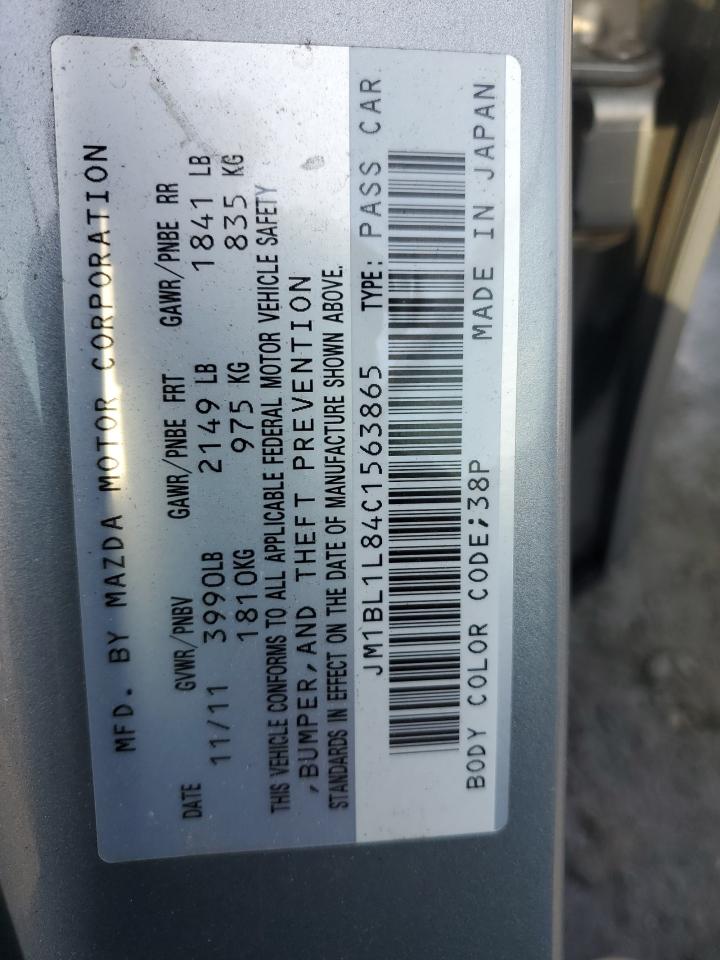 MFD. BY MAZDA MOTOR CORPORATION
DATE GVWR/PNBV GAWR/PNBE FRT GAWR/PNBE RR
11/11 3990LB 2149 LB 1841 LB
1810KG 975 KG 835 KG
THIS VEHICLE CONFORMS TO ALL APPLICABLE FEDERAL MOTOR VEHICLE SAFETY
,BUMPER,AND THEFT PREVENTION
STANDARDS IN EFFECT ON THE DATE OF MANUFACTURE SHOWN ABOVE.
JM1BL1L84C1563865 TYPE: PASS CAR
BODY COLOR CODE;38P MADE IN JAPAN